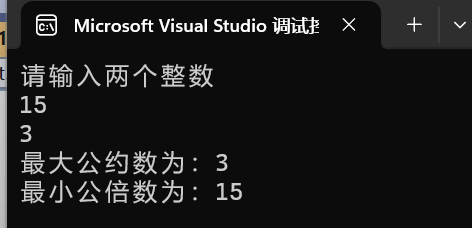 Microsoft Visual Studio 调试
请输入两个整数
15
3
最大公约数为：3
最小公倍数为：15